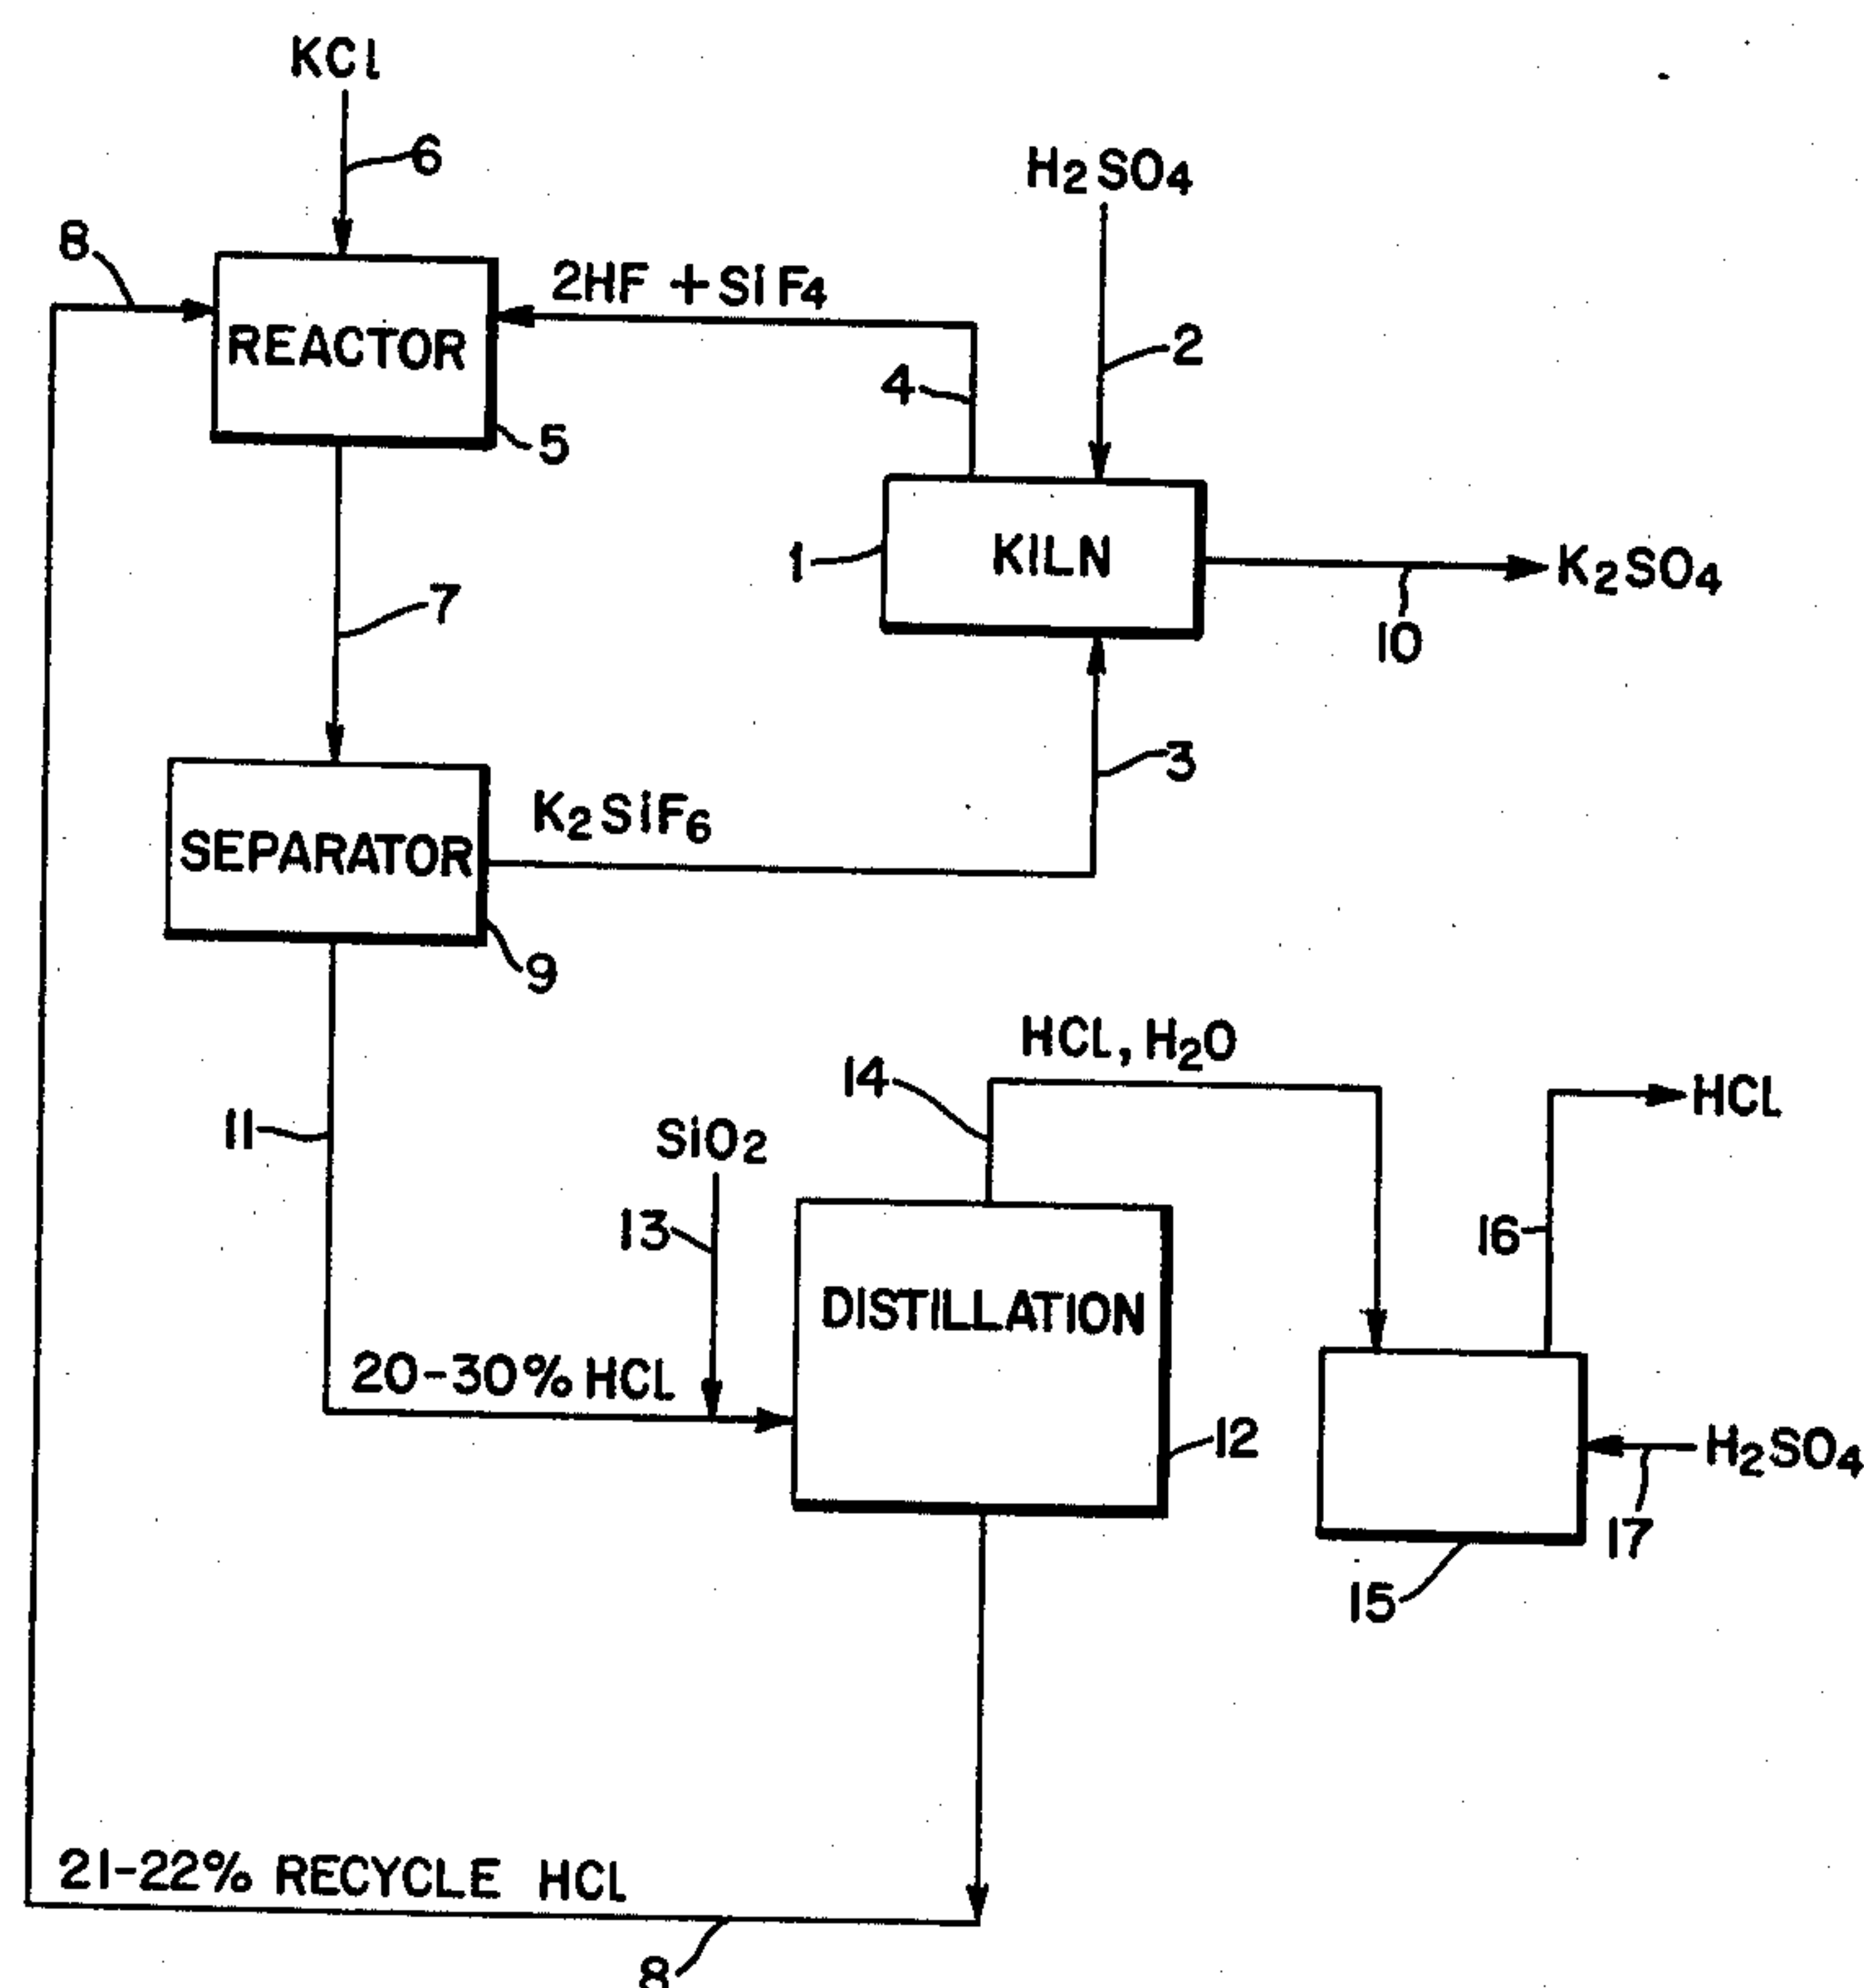 KCl
6
H2SO4
8
2HF + SiF4
REACTOR
2
4
5
1
KILN
K2SO4
10
7
3
K2SiF6
SEPARATOR
9
HCL, H2O
14
HCL
11
SiO2
13
16
DISTILLATION
20-30% HCL
12
H2SO4
17
15
21-22% RECYCLE HCL
8